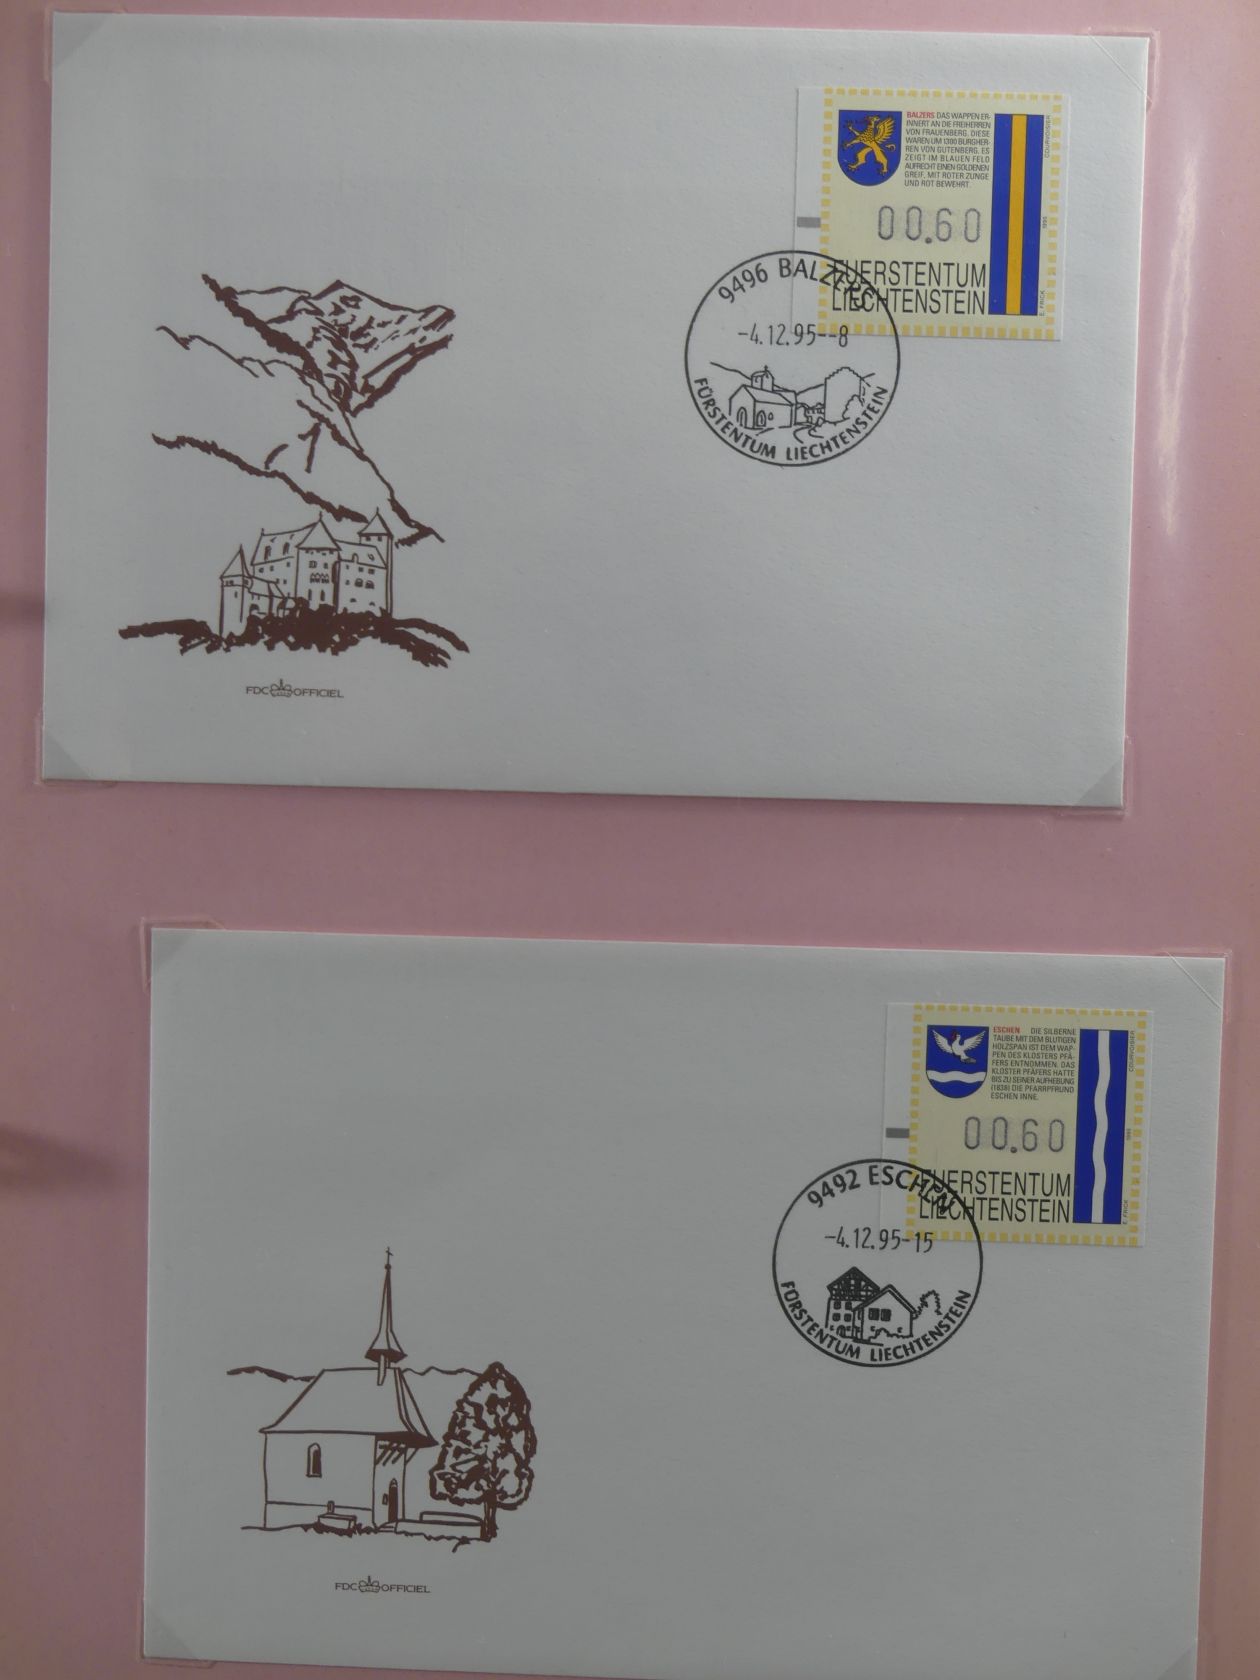 BALZERS DAS WAPPEN ER-
INNERT AN DIE FREIHERREN
VON FRAUENBERG. DIESE
WAREN UM 1380 BURGHER-
REN VON GUTENBERG. ES
ZEIGT IM BLAUEN FELD
AUFRECHT EINEN GOLDENEN
GREIF, MIT ROTER ZUNGE
UND ROT BEWEHRT.
COURVOISIER
1995
E. FRICK
00.60
FUERSTENTUM
LIECHTENSTEIN
9496 BALZERS
-4.12.95--8
FÜRSTENTUM LIECHTENSTEIN
FDC OFFICIEL
ESCHEN DIE SILBERNE
TAUBE MIT DEM BLUTIGEN
HOLZSPAN IST DEM WAP-
PEN DES KLOSTERS PFÄ-
FERS ENTNOMMEN. DAS
KLOSTER PFÄFERS HATTE
BIS ZU SEINER AUFHEBUNG
(1838) DIE PFARRPFRUND
ESCHEN INNE.
COURVOISIER
1995
E. FRICK
00.60
FUERSTENTUM
LIECHTENSTEIN
9492 ESCHEN
-4.12.95-15
FÜRSTENTUM LIECHTENSTEIN
FDC OFFICIEL